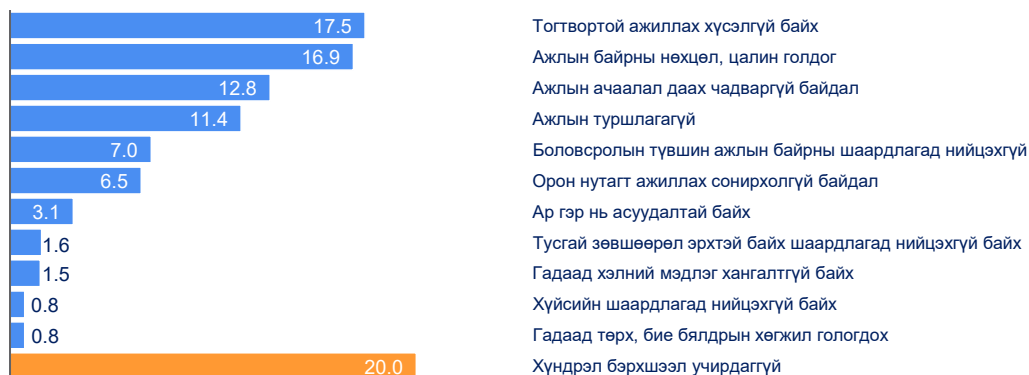 17.5 Тогтвортой ажиллах хүсэлгүй байх
16.9 Ажлын байрны нөхцөл, цалин голдог
12.8 Ажлын ачаалал даах чадваргүй байдал
11.4 Ажлын туршлагагүй
7.0 Боловсролын түвшин ажлын байрны шаардлагад нийцэхгүй
6.5 Орон нутагт ажиллах сонирхолгүй байдал
3.1 Ар гэр нь асуудалтай байх
1.6 Тусгай зөвшөөрөл эрхтэй байх шаардлагад нийцэхгүй байх
1.5 Гадаад хэлний мэдлэг хангалтгүй байх
0.8 Хүйсийн шаардлагад нийцэхгүй байх
0.8 Гадаад төрх, бие бялдрын хөгжил гологдох
20.0 Хүндрэл бэрхшээл учирдаггүй